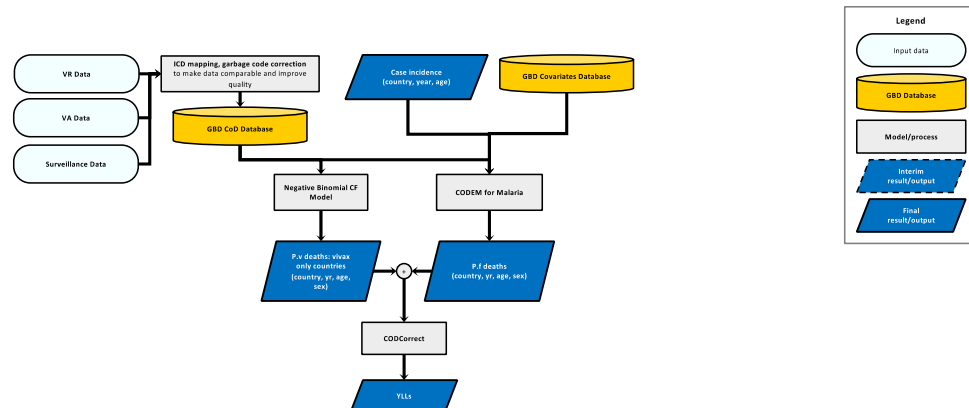 VR Data
VA Data
Surveillance Data
ICD mapping, garbage code correction
to make data comparable and improve
quality
GBD CoD Database
Case incidence
(country, year, age)
GBD Covariates Database
Negative Binomial CF
Model
CODEM for Malaria
P.v deaths: vivax
only countries
(country, yr, age,
sex)
+
P.f deaths
(country, yr, age, sex)
CODCorrect
YLLs
Legend
Input data
GBD Database
Model/process
Interim
result/output
Final
result/output